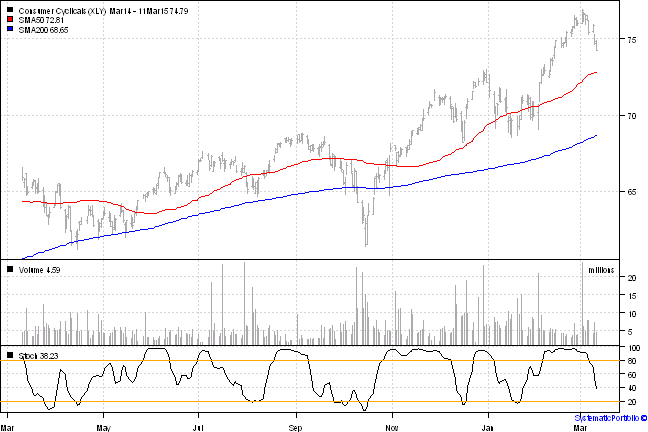 Consumer Cyclicals (XLY) Mar14 - 11Mar15 74.79
SMA50 72.81
SMA200 68.65
75
70
65
Volume 4.59
millions
20
15
10
5
Stoch 38.23
100
80
60
40
20
Mar May Jul Sep Nov Jan Mar
SystematicPortfolio ©